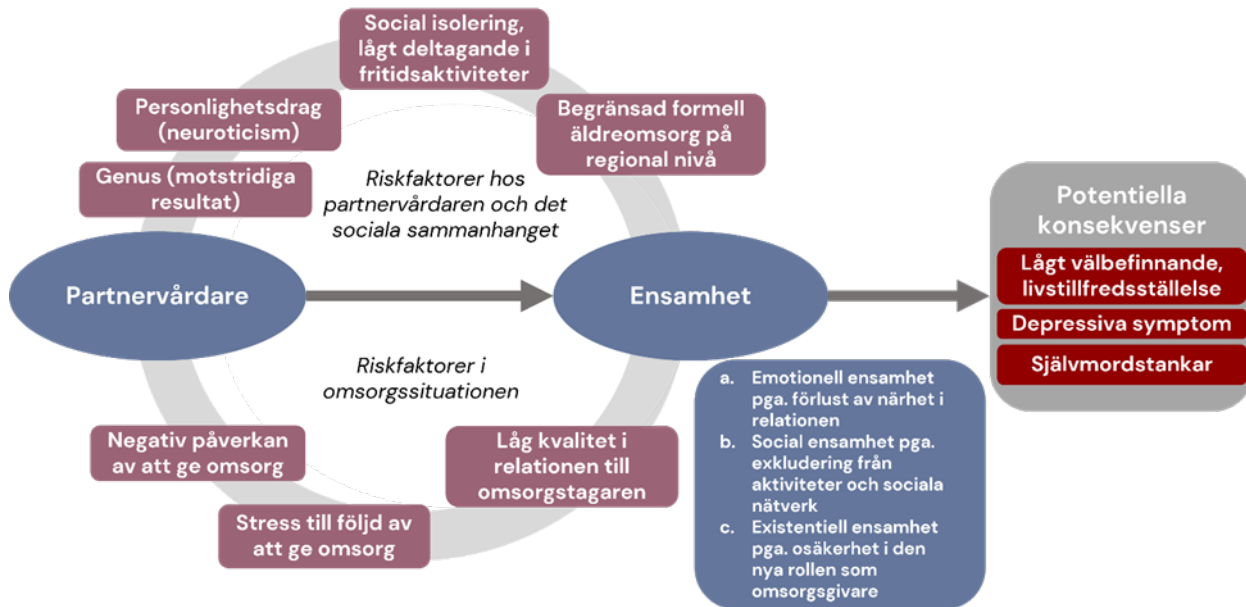 Social isolering,
lågt deltagande i
fritidsaktiviteter
Personlighetsdrag
(neuroticism)
Begränsad formell
äldreomsorg på
regional nivå
Genus (motstridiga
resultat)
Riskfaktorer hos
partnervårdaren och det
sociala sammanhanget
Partnervårdare
Ensamhet
Potentiella
konsekvenser
Lågt välbefinnande,
livstillfredsställelse
Depressiva symptom
Självmordstankar
Riskfaktorer i
omsorgssituationen
Negativ påverkan
av att ge omsorg
Låg kvalitet i
relationen till
omsorgstagaren
Stress till följd av
att ge omsorg
a. Emotionell ensamhet
pga. förlust av närhet i
relationen
b. Social ensamhet pga.
exkludering från
aktiviteter och sociala
nätverk
c. Existentiell ensamhet
pga. osäkerhet i den
nya rollen som
omsorgsgivare